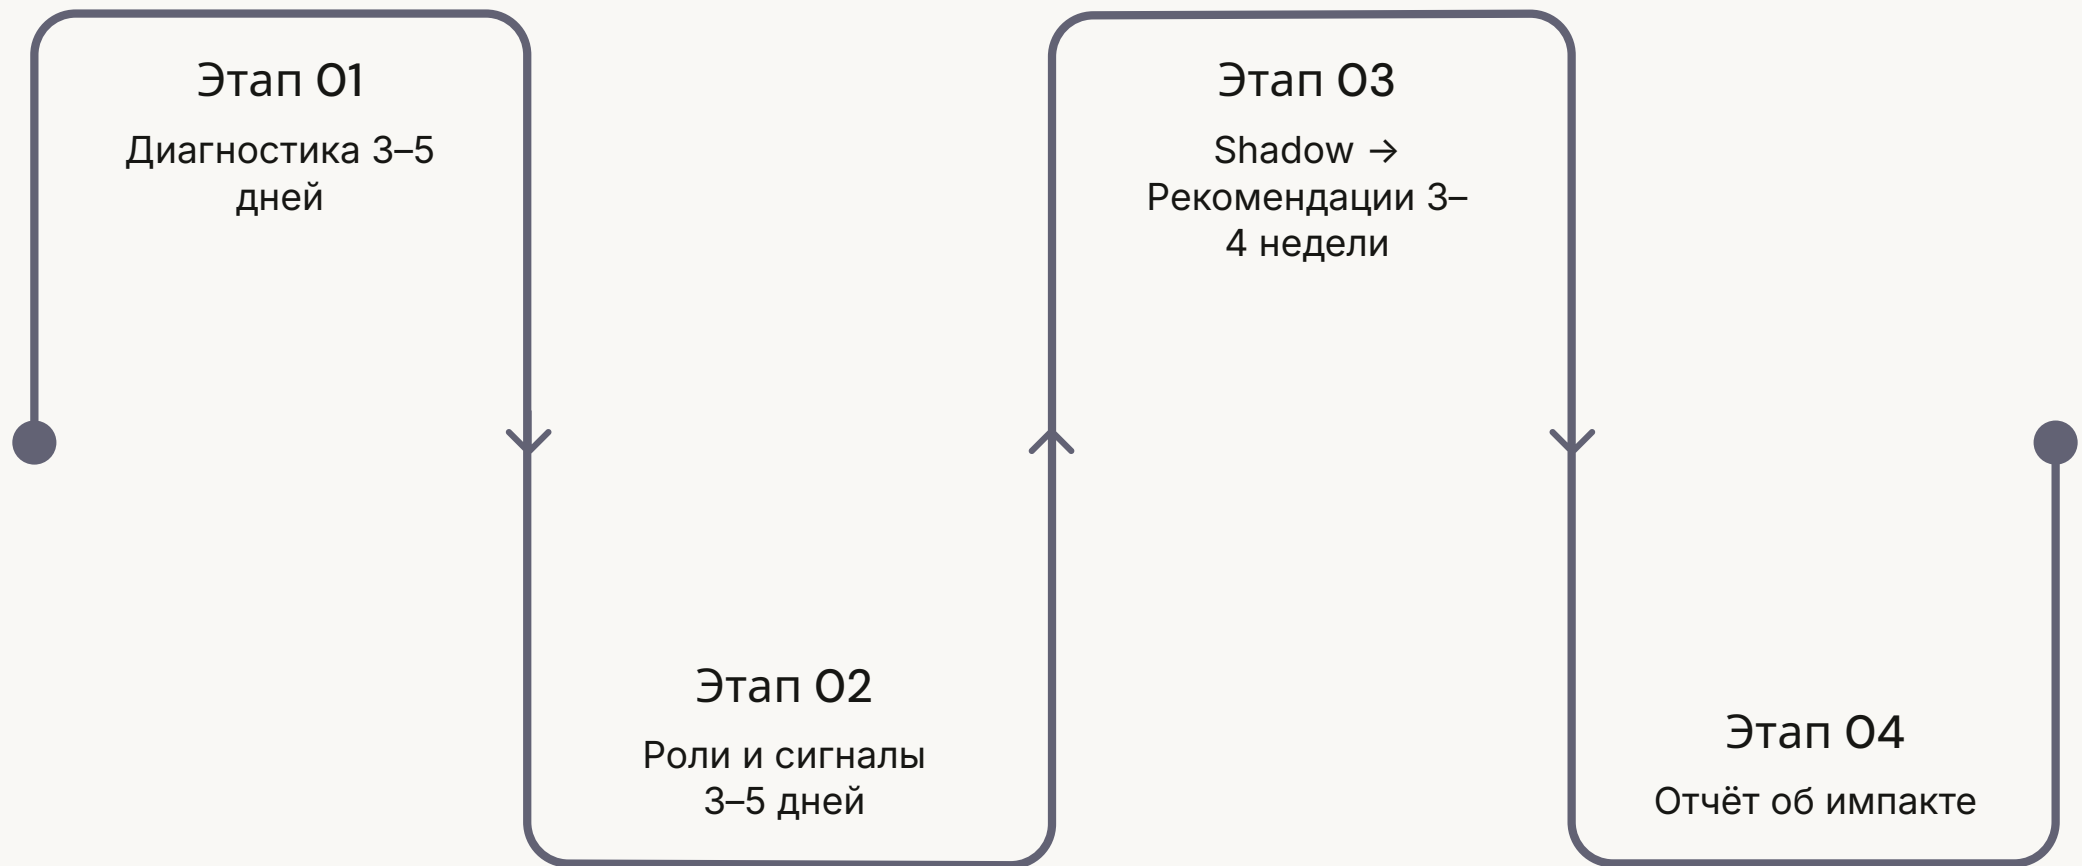 Этап 01
Диагностика 3–5
дней
Этап 02
Роли и сигналы
3–5 дней
Этап 03
Shadow →
Рекомендации 3–
4 недели
Этап 04
Отчёт об импакте